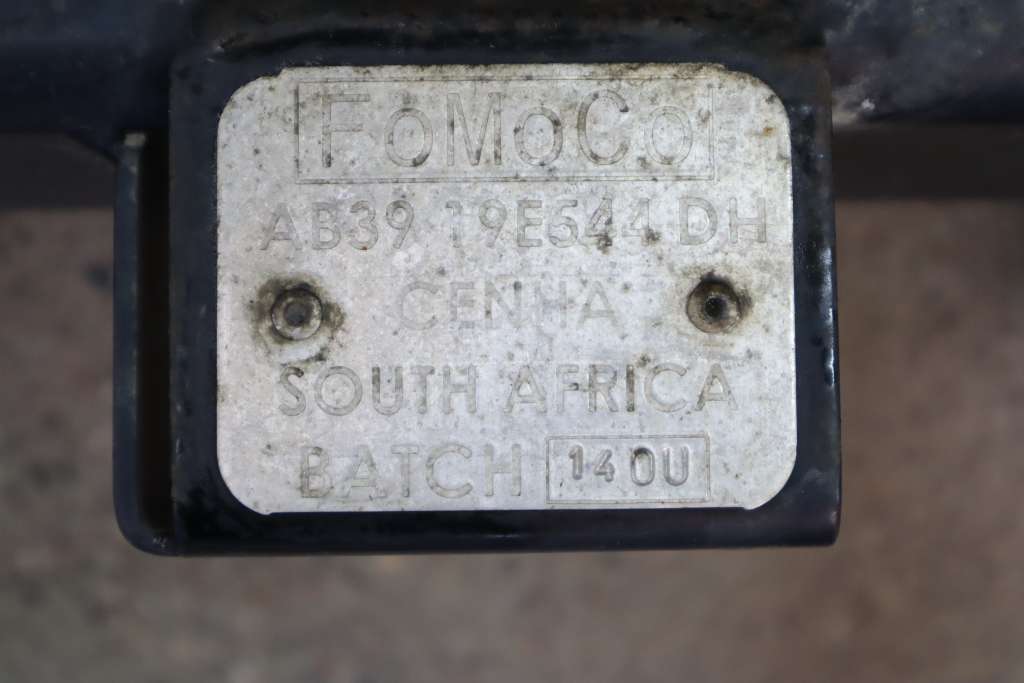 FoMoCo
AB39 19E544 DH
CENHA
SOUTH AFRICA
BATCH 140U